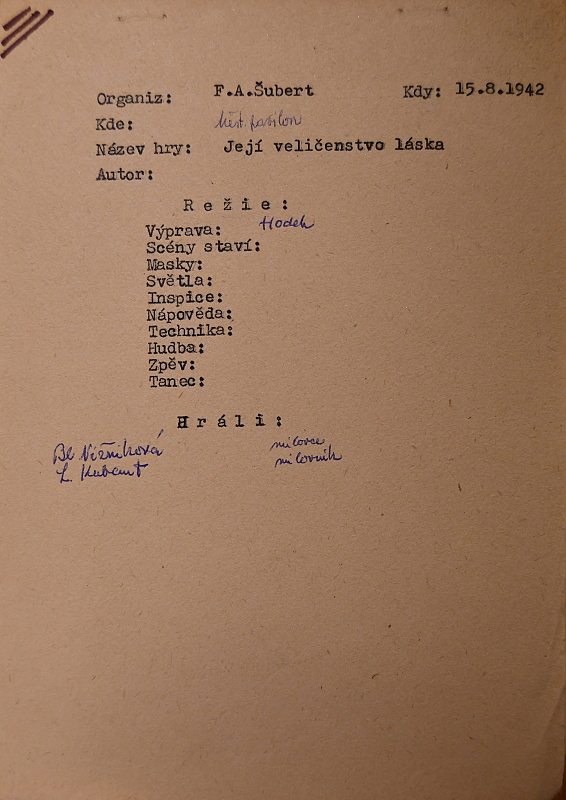 Organiz: F.A.Šubert Kdy: 15.8.1942
Kde: Měst. pavilon
Název hry: Její veličenstvo láska
Autor:
Režie:
Výprava: Hodek
Scény staví:
Masky:
Světla:
Inspice:
Nápověda:
Technika:
Hudba:
Zpěv:
Tanec:
Hráli:
Bl Nižníková milovce
L. Kubant milovník